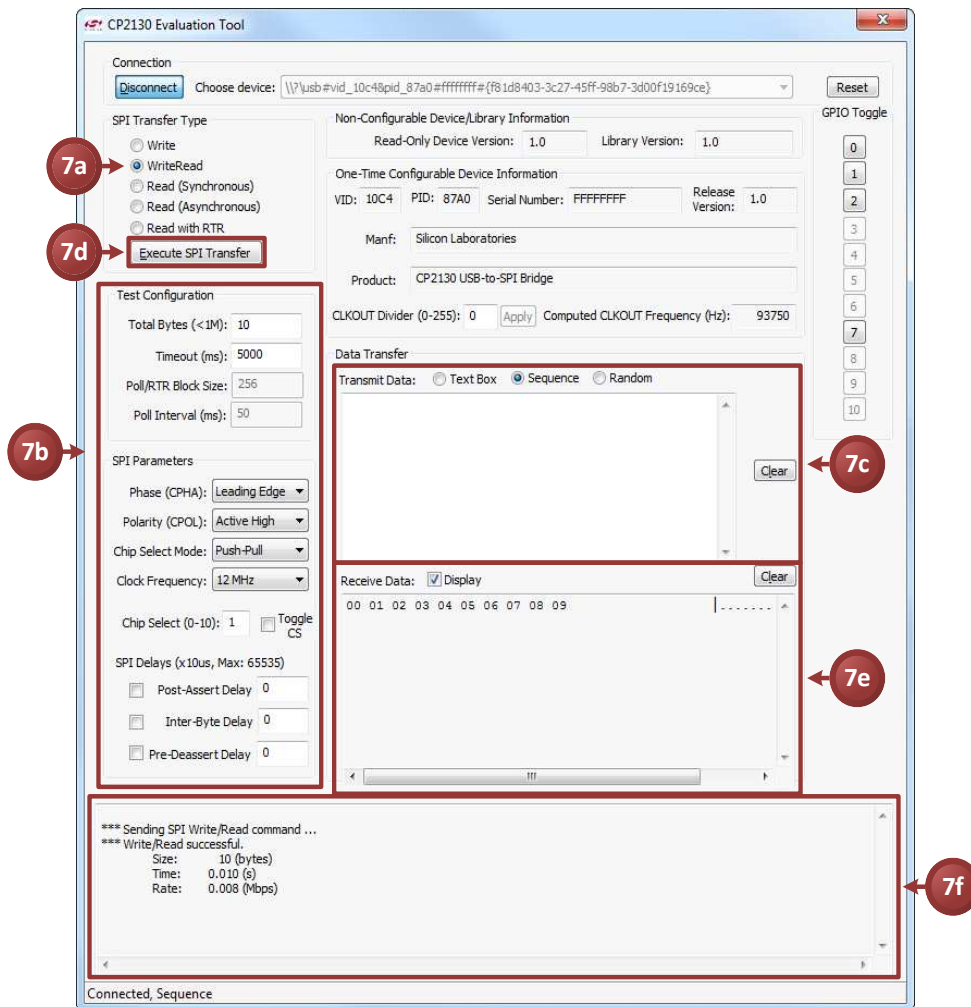 CP2130 Evaluation Tool
X
Connection
Disconnect Choose device: \\?\usb#vid_10c4&pid_87a0#ffffffff#{f81d8403-3c27-45ff-98b7-3d00f19169ce} Reset
SPI Transfer Type
Write
WriteRead
Read (Synchronous)
Read (Asynchronous)
Read with RTR
Execute SPI Transfer
7a
7d
Non-Configurable Device/Library Information
Read-Only Device Version: 1.0 Library Version: 1.0
One-Time Configurable Device Information
VID: 10C4 PID: 87A0 Serial Number: FFFFFFFF Release Version: 1.0
Manf: Silicon Laboratories
Product: CP2130 USB-to-SPI Bridge
CLKOUT Divider (0-255): 0 Apply Computed CLKOUT Frequency (Hz): 93750
GPIO Toggle
0
1
2
3
4
5
6
7
8
9
10
Test Configuration
Total Bytes (<1M): 10
Timeout (ms): 5000
Poll/RTR Block Size: 256
Poll Interval (ms): 50
7b
SPI Parameters
Phase (CPHA): Leading Edge
Polarity (CPOL): Active High
Chip Select Mode: Push-Pull
Clock Frequency: 12 MHz
Chip Select (0-10): 1 Toggle CS
SPI Delays (x10us, Max: 65535)
Post-Assert Delay 0
Inter-Byte Delay 0
Pre-Deassert Delay 0
Data Transfer
Transmit Data: Text Box Sequence Random
Clear
7c
Receive Data: Display Clear
00 01 02 03 04 05 06 07 08 09 |.......
7e
*** Sending SPI Write/Read command ...
*** Write/Read successful.
Size: 10 (bytes)
Time: 0.010 (s)
Rate: 0.008 (Mbps)
7f
Connected, Sequence